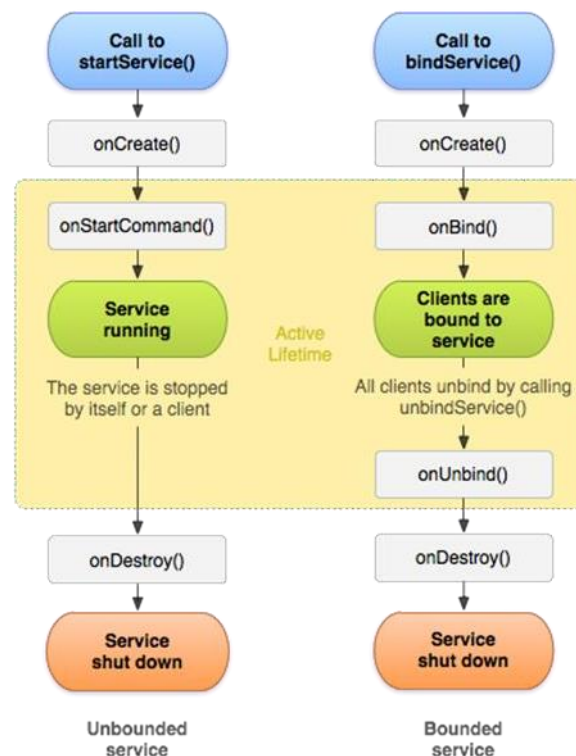 Call to
startService()
onCreate()
onStartCommand()
Service
running
The service is stopped
by itself or a client
onDestroy()
Service
shut down
Unbounded
service
Active
Lifetime
Call to
bindService()
onCreate()
onBind()
Clients are
bound to
service
All clients unbind by calling
unbindService()
onUnbind()
onDestroy()
Service
shut down
Bounded
service